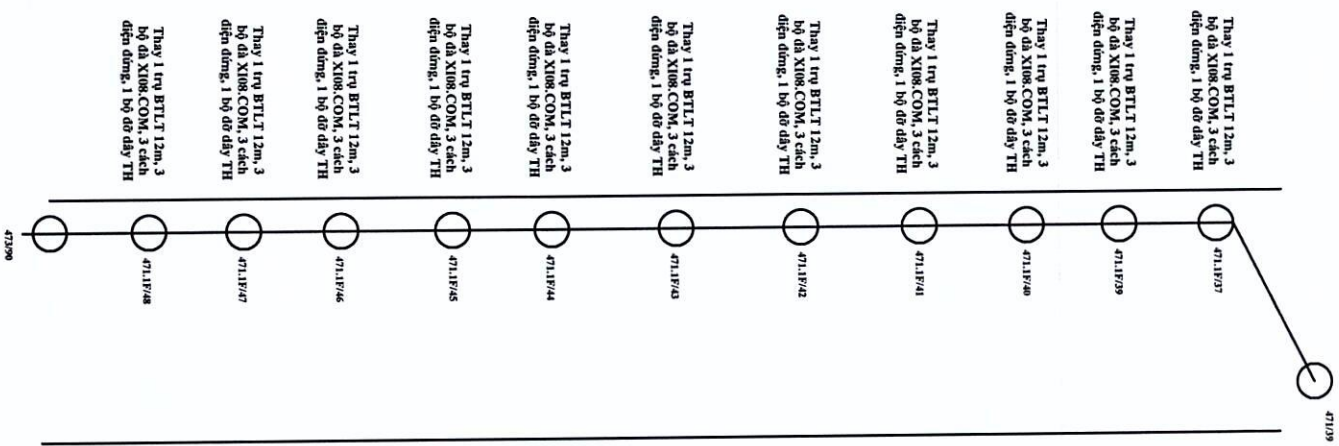 Thay 1 trụ BTLT 12m, 3
bộ đà XI08.COM, 3 cách
điện đứng, 1 bộ đỡ dây TH
471.1F/37
Thay 1 trụ BTLT 12m, 3
bộ đà XI08.COM, 3 cách
điện đứng, 1 bộ đỡ dây TH
471.1F/39
Thay 1 trụ BTLT 12m, 3
bộ đà XI08.COM, 3 cách
điện đứng, 1 bộ đỡ dây TH
471.1F/40
Thay 1 trụ BTLT 12m, 3
bộ đà XI08.COM, 3 cách
điện đứng, 1 bộ đỡ dây TH
471.1F/41
Thay 1 trụ BTLT 12m, 3
bộ đà XI08.COM, 3 cách
điện đứng, 1 bộ đỡ dây TH
471.1F/42
Thay 1 trụ BTLT 12m, 3
bộ đà XI08.COM, 3 cách
điện đứng, 1 bộ đỡ dây TH
471.1F/43
Thay 1 trụ BTLT 12m, 3
bộ đà XI08.COM, 3 cách
điện đứng, 1 bộ đỡ dây TH
471.1F/44
Thay 1 trụ BTLT 12m, 3
bộ đà XI08.COM, 3 cách
điện đứng, 1 bộ đỡ dây TH
471.1F/45
Thay 1 trụ BTLT 12m, 3
bộ đà XI08.COM, 3 cách
điện đứng, 1 bộ đỡ dây TH
471.1F/46
Thay 1 trụ BTLT 12m, 3
bộ đà XI08.COM, 3 cách
điện đứng, 1 bộ đỡ dây TH
471.1F/47
Thay 1 trụ BTLT 12m, 3
bộ đà XI08.COM, 3 cách
điện đứng, 1 bộ đỡ dây TH
471.1F/48
473/90